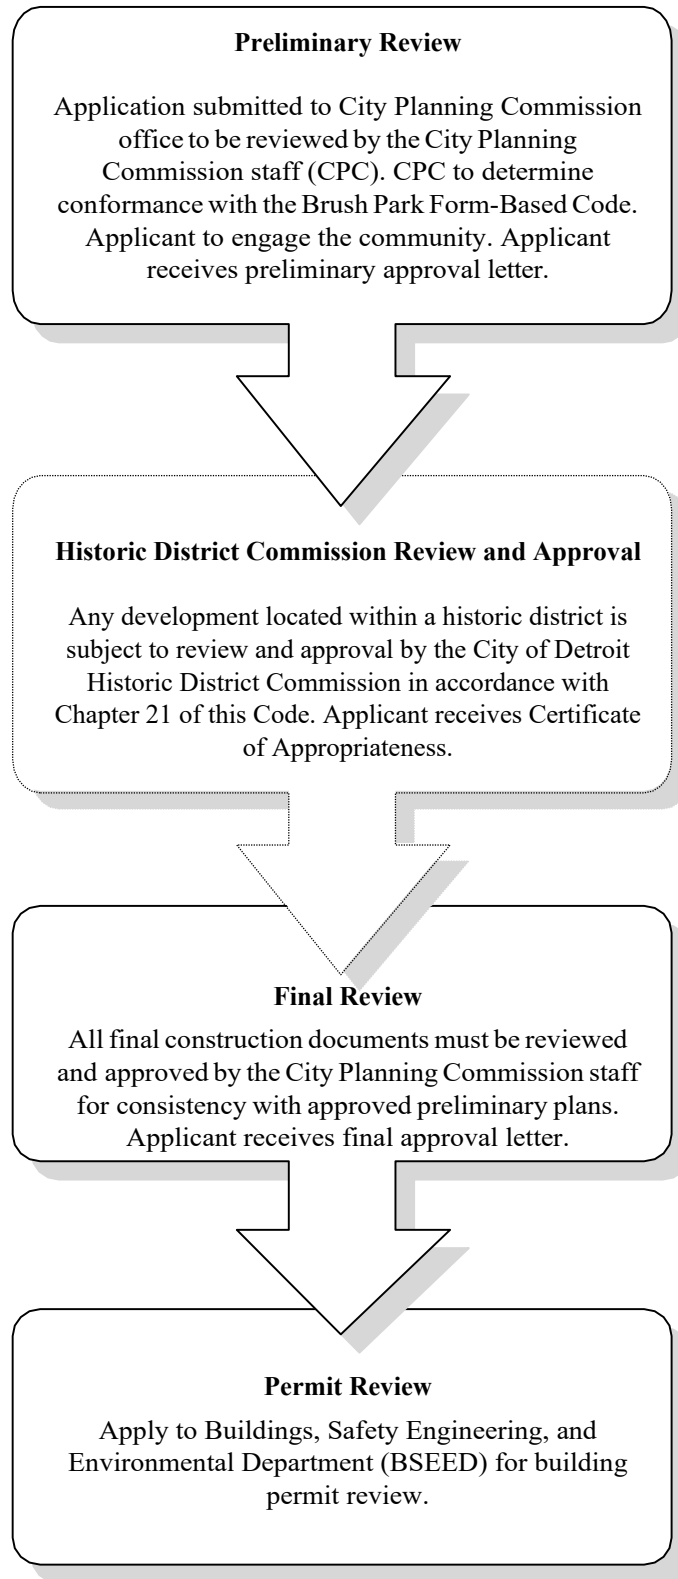 Preliminary Review
Application submitted to City Planning Commission
office to be reviewed by the City Planning
Commission staff (CPC). CPC to determine
conformance with the Brush Park Form-Based Code.
Applicant to engage the community. Applicant
receives preliminary approval letter.
Historic District Commission Review and Approval
Any development located within a historic district is
subject to review and approval by the City of Detroit
Historic District Commission in accordance with
Chapter 21 of this Code. Applicant receives Certificate
of Appropriateness.
Final Review
All final construction documents must be reviewed
and approved by the City Planning Commission staff
for consistency with approved preliminary plans.
Applicant receives final approval letter.
Permit Review
Apply to Buildings, Safety Engineering, and
Environmental Department (BSEED) for building
permit review.